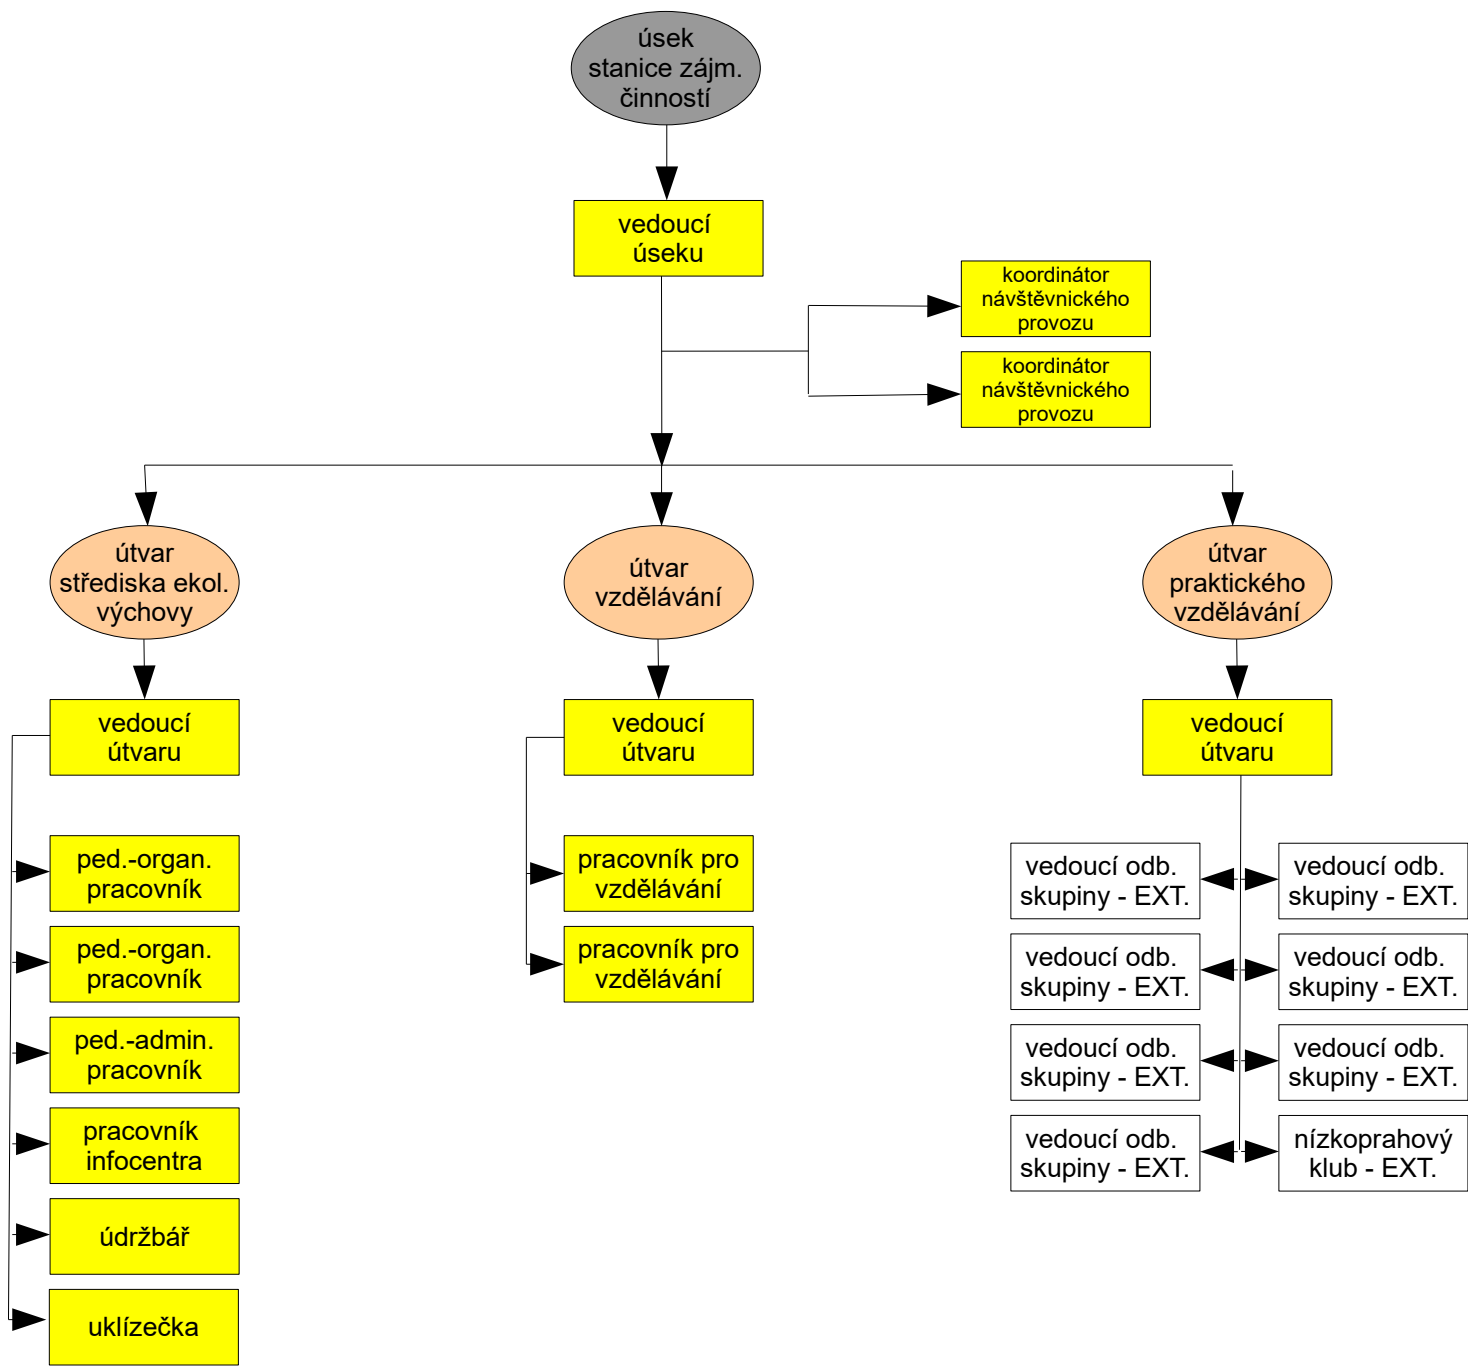 úsek
stanice zájm.
činností
vedoucí
úseku
koordinátor
návštěvnického
provozu
koordinátor
návštěvnického
provozu
útvar
střediska ekol.
výchovy
útvar
vzdělávání
útvar
praktického
vzdělávání
vedoucí
útvaru
vedoucí
útvaru
vedoucí
útvaru
ped.-organ.
pracovník
ped.-organ.
pracovník
ped.-admin.
pracovník
pracovník
infocentra
údržbář
uklízečka
pracovník pro
vzdělávání
pracovník pro
vzdělávání
vedoucí odb.
skupiny - EXT.
vedoucí odb.
skupiny - EXT.
vedoucí odb.
skupiny - EXT.
vedoucí odb.
skupiny - EXT.
vedoucí odb.
skupiny - EXT.
vedoucí odb.
skupiny - EXT.
vedoucí odb.
skupiny - EXT.
nízkoprahový
klub - EXT.